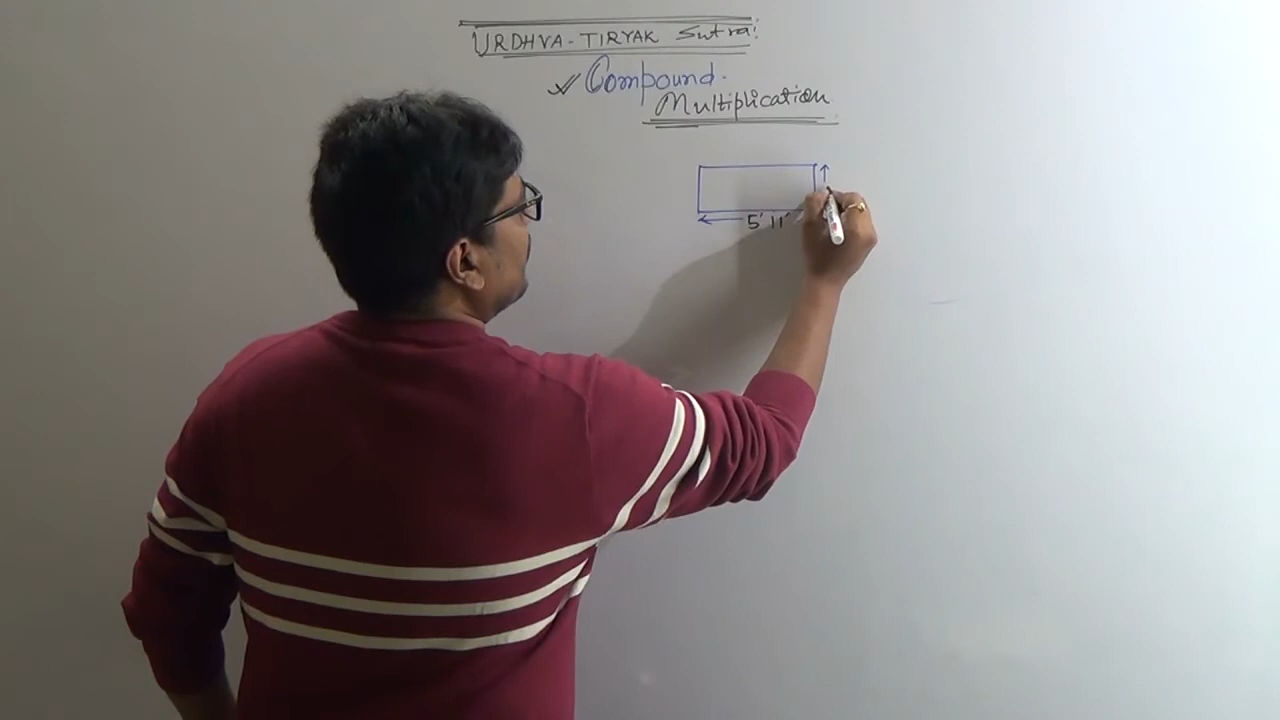 URDHVA-TIRYAK Sutra:
✓ Compound.
Multiplication
5' 11"